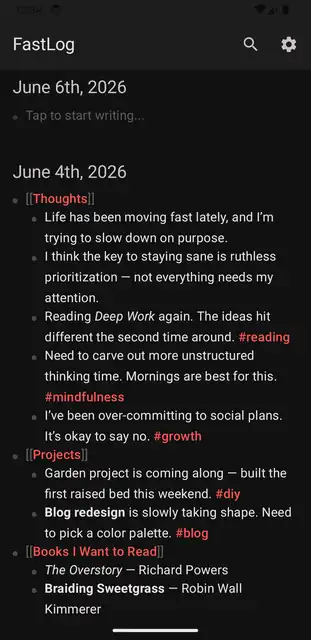 FastLog
June 6th, 2026
Tap to start writing...
June 4th, 2026
[[Thoughts]]
Life has been moving fast lately, and I’m
trying to slow down on purpose.
I think the key to staying sane is ruthless
prioritization — not everything needs my
attention.
Reading Deep Work again. The ideas hit
different the second time around. #reading
Need to carve out more unstructured
thinking time. Mornings are best for this.
#mindfulness
I’ve been over-committing to social plans.
It’s okay to say no. #growth
[[Projects]]
Garden project is coming along — built the
first raised bed this weekend. #diy
Blog redesign is slowly taking shape. Need
to pick a color palette. #blog
[[Books I Want to Read]]
The Overstory — Richard Powers
Braiding Sweetgrass — Robin Wall
Kimmerer